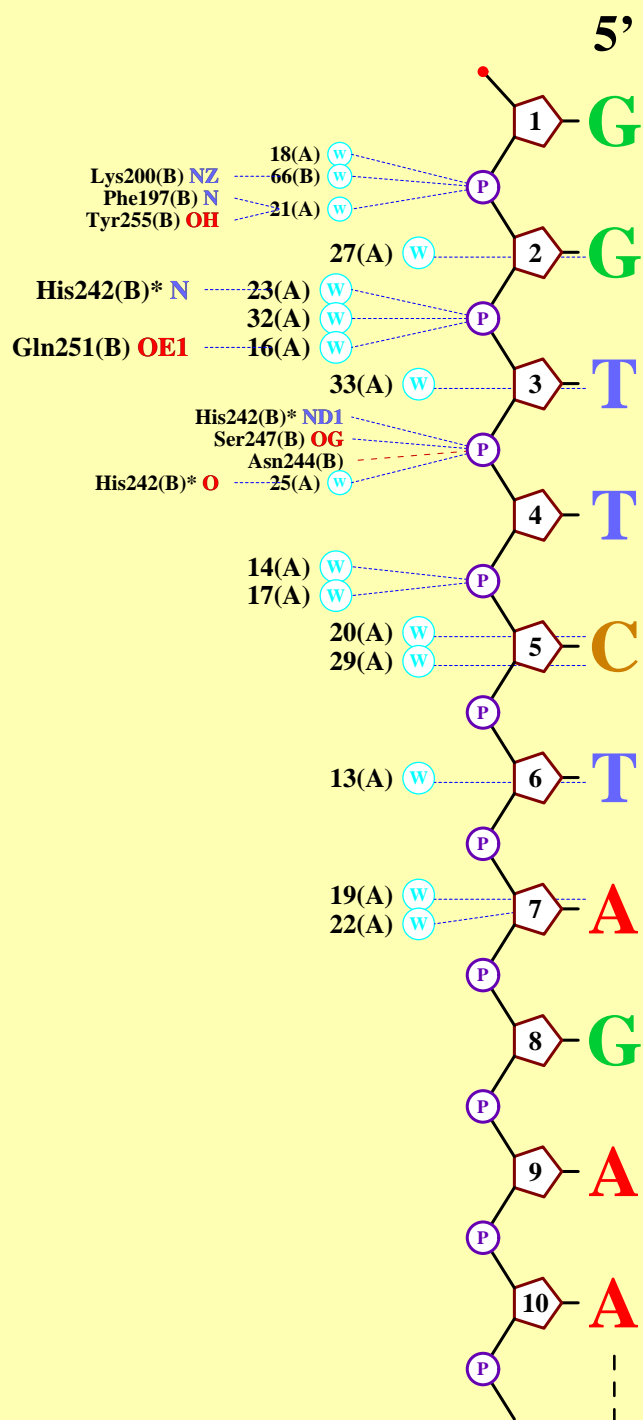 5’
1 G
18(A) W
Lys200(B) NZ 66(B) W P
Phe197(B) N
21(A) W
Tyr255(B) OH
27(A) W 2 G
His242(B)* N 23(A) W
32(A) W P
Gln251(B) OE1 16(A) W
33(A) W 3 T
His242(B)* ND1
Ser247(B) OG P
Asn244(B)
His242(B)* O 25(A) W
4 T
14(A) W
P
17(A) W
20(A) W
5 C
29(A) W
P
13(A) W 6 T
P
19(A) W
7 A
22(A) W
P
8 G
P
9 A
P
10 A
P